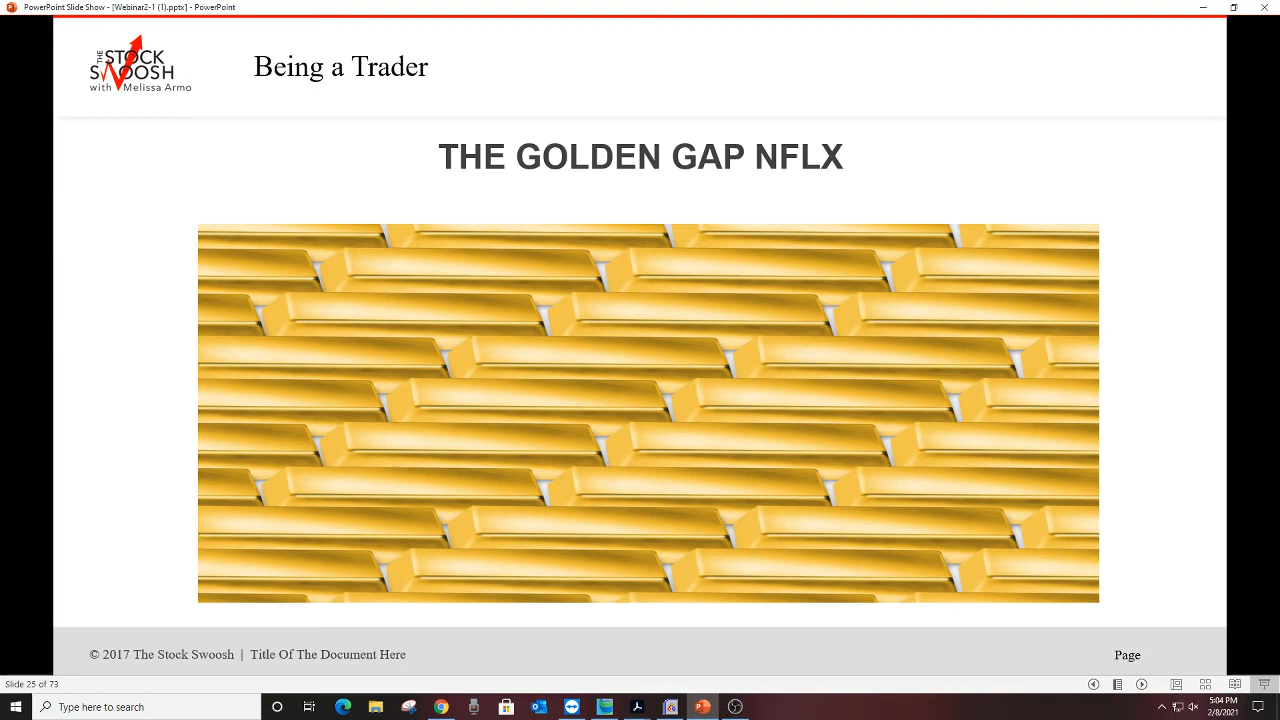 PowerPoint Slide Show - [Webinar2-1 (1).pptx] - PowerPoint
THE STOCK
SWOOSH
with Melissa Armo
Being a Trader
THE GOLDEN GAP NFLX
© 2017 The Stock Swoosh | Title Of The Document Here
Page
Slide 25 of 73
Type here to search
5:04 PM
2/8/2021